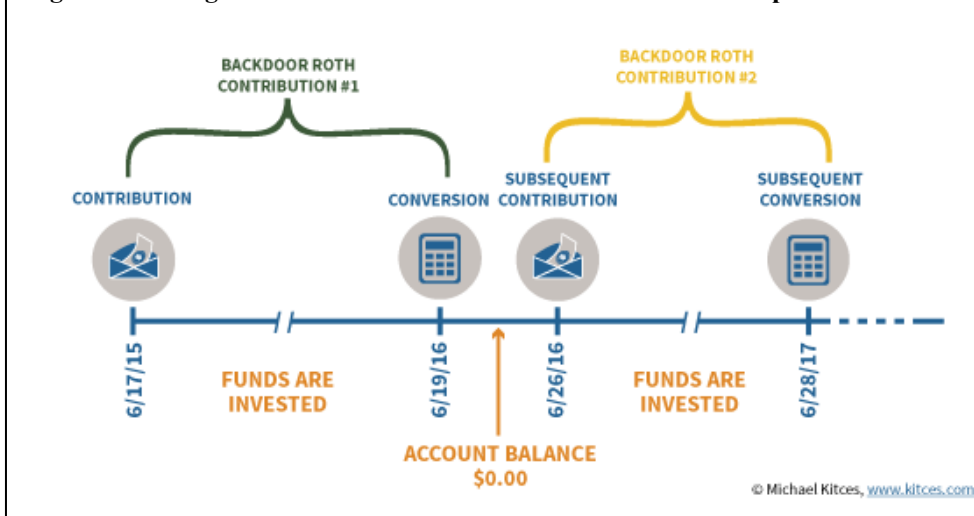 BACKDOOR ROTH
CONTRIBUTION #1
BACKDOOR ROTH
CONTRIBUTION #2
CONTRIBUTION
CONVERSION
SUBSEQUENT
CONTRIBUTION
SUBSEQUENT
CONVERSION
6/17/15
FUNDS ARE
INVESTED
6/19/16
6/26/16
FUNDS ARE
INVESTED
6/28/17
ACCOUNT BALANCE
$0.00
© Michael Kitces, www.kitces.com